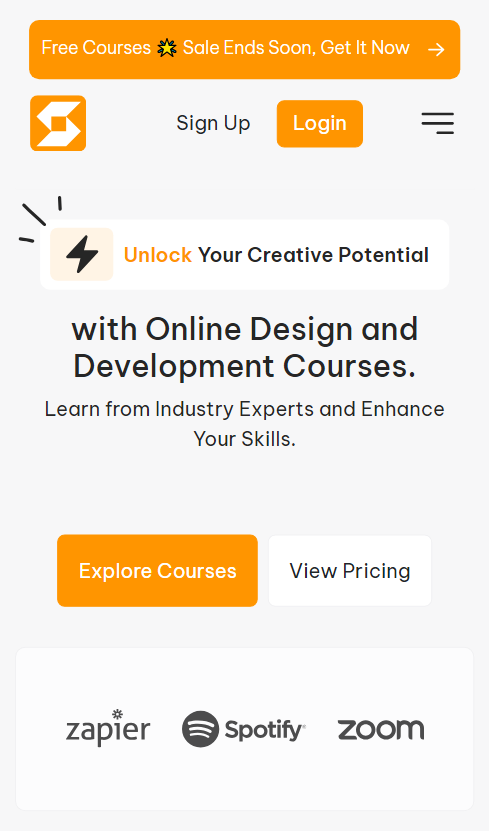 Free Courses 🌟 Sale Ends Soon, Get It Now →
Sign Up Login
Unlock Your Creative Potential
with Online Design and
Development Courses.
Learn from Industry Experts and Enhance
Your Skills.
Explore Courses View Pricing
zapier Spotify® zoom